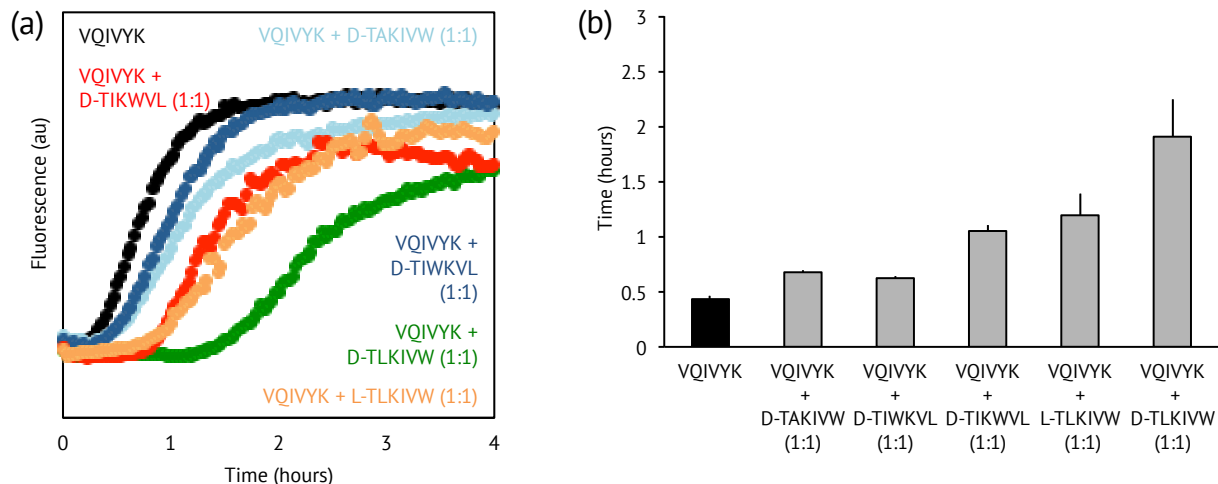 (a)
VQIVYK
VQIVYK + D-TAKIVW (1:1)
VQIVYK +
D-TIKWVL (1:1)
VQIVYK +
D-TIWKVL
(1:1)
VQIVYK +
D-TLKIVW (1:1)
VQIVYK + L-TLKIVW (1:1)
Fluorescence (au)
0 1 2 3 4
Time (hours)
(b)
3
2.5
2
1.5
1
0.5
0
Time (hours)
VQIVYK
VQIVYK
+
D-TAKIVW
(1:1)
VQIVYK
+
D-TIWKVL
(1:1)
VQIVYK
+
D-TIKWVL
(1:1)
VQIVYK
+
L-TLKIVW
(1:1)
VQIVYK
+
D-TLKIVW
(1:1)